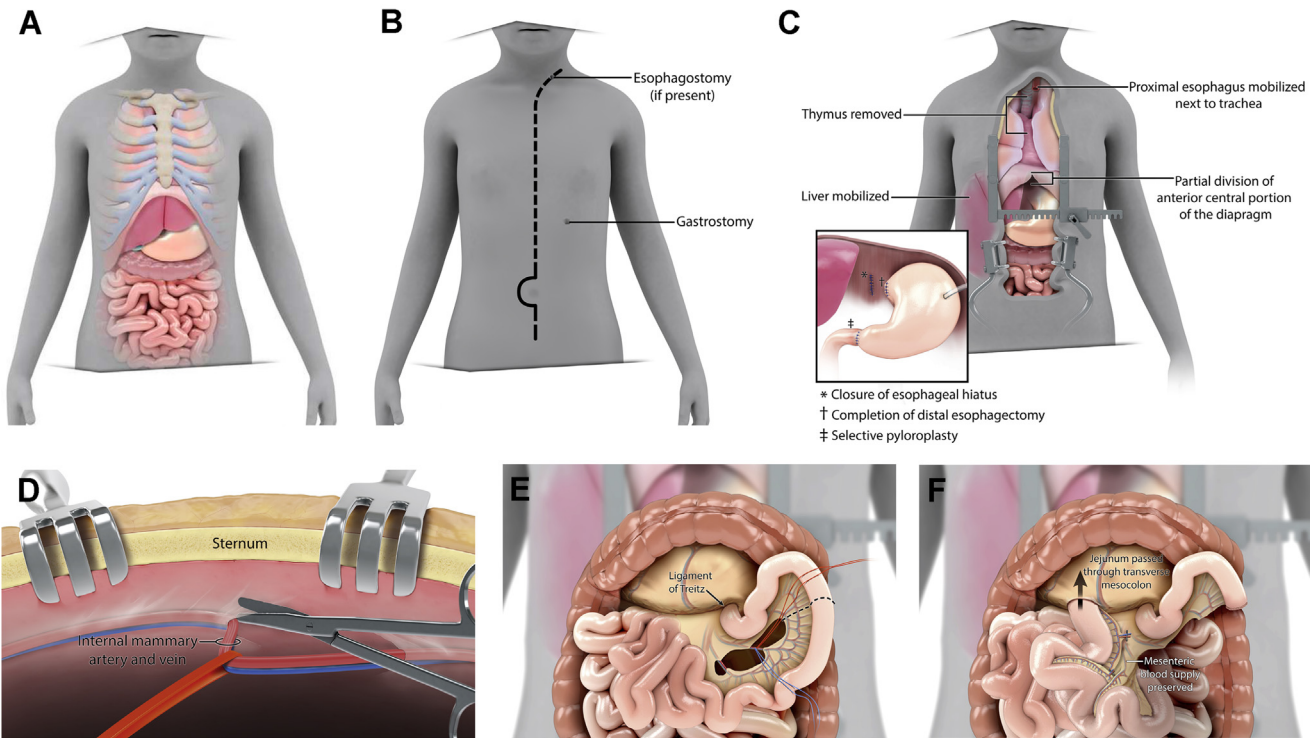 A
B
Esophagostomy
(if present)
Gastrostomy
C
Proximal esophagus mobilized
next to trachea
Thymus removed
Liver mobilized
Partial division of
anterior central portion
of the diapragm
*
†
‡
* Closure of esophageal hiatus
† Completion of distal esophagectomy
‡ Selective pyloroplasty
D
Sternum
Internal mammary
artery and vein
E
Ligament
of Treitz
F
Jejunum passed
through transverse
mesocolon
Mesenteric
blood supply
preserved